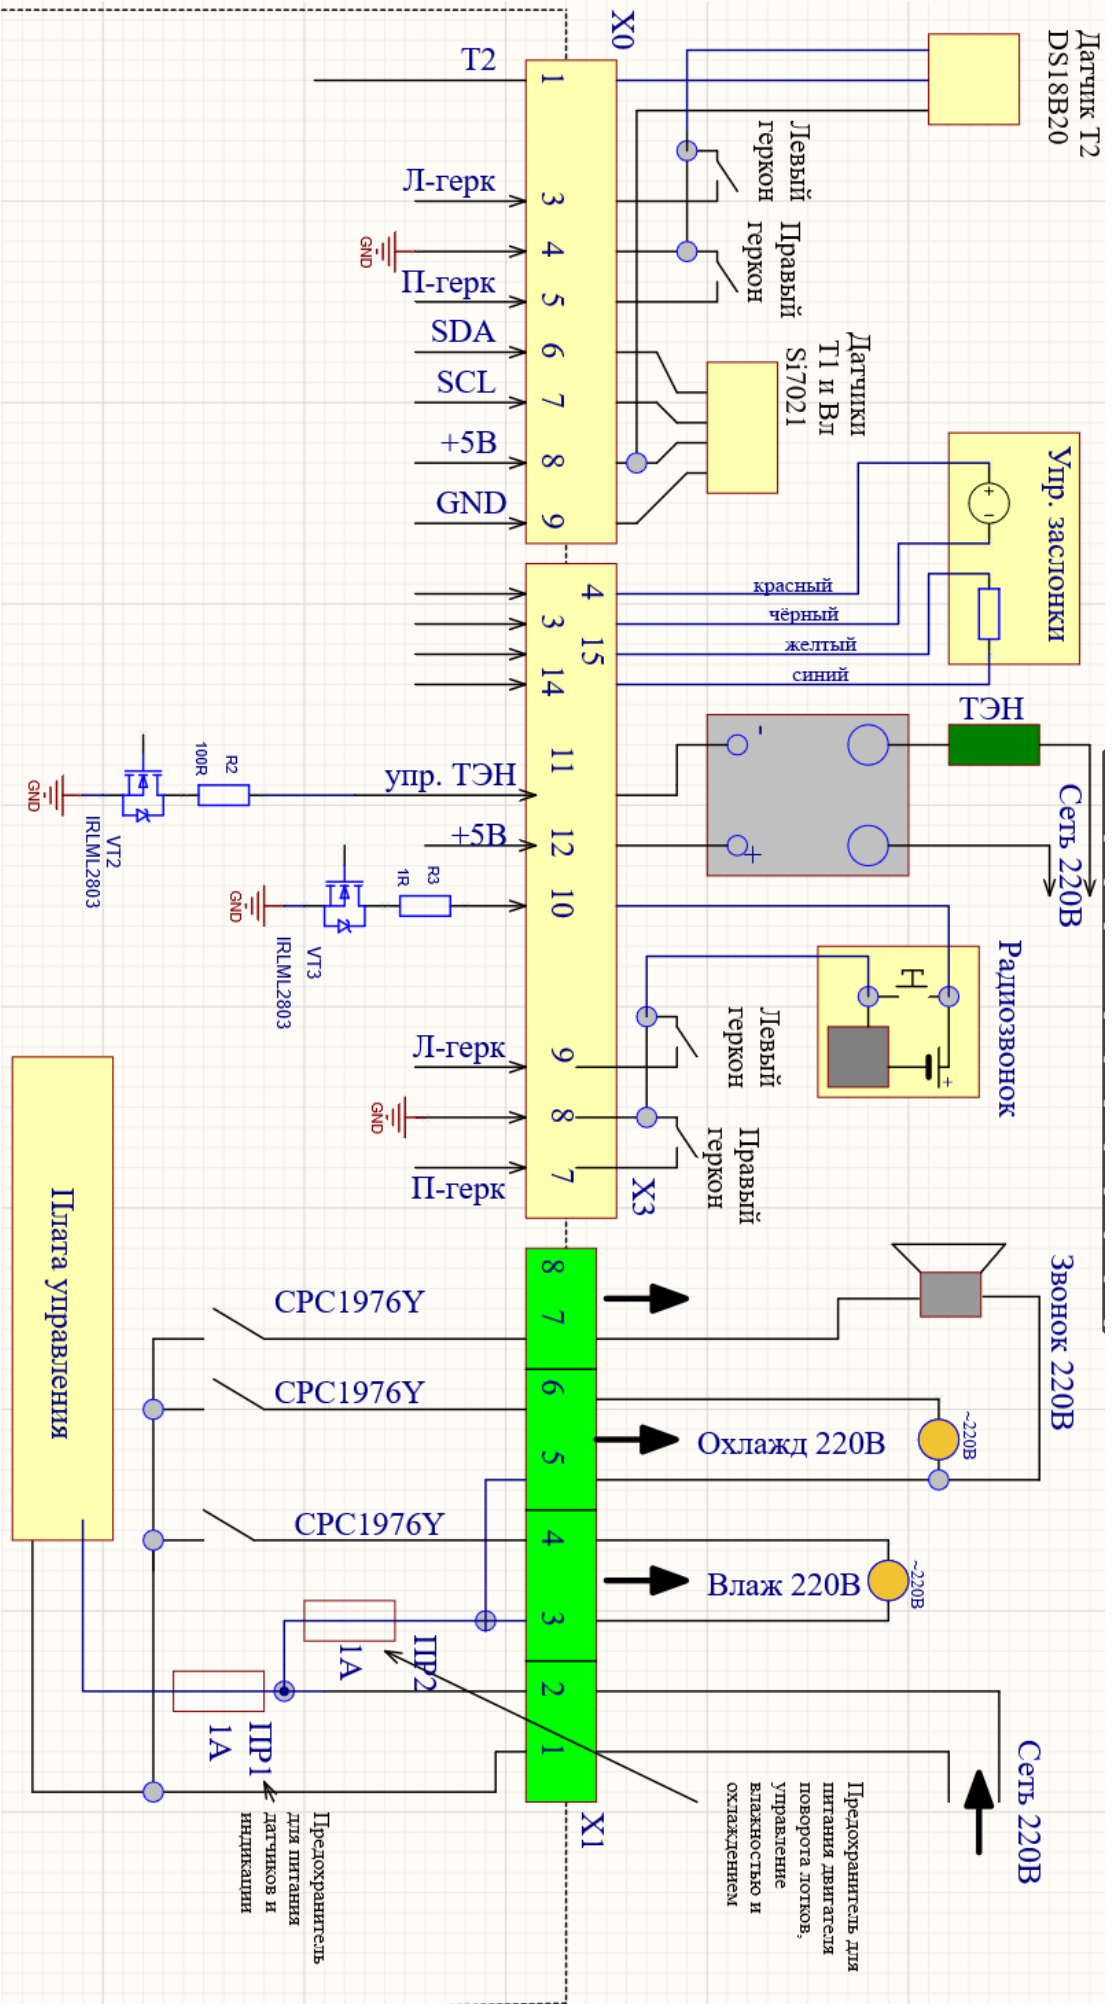 X0
Датчик Т2
DS18B20
T2
1
Левый
геркон
Л-герк
3
Правый
геркон
GND
4
П-герк
5
SDA
6
SCL
7
+5В
8
GND
9
Датчики
Т1 и Вл
Si7021
Упр. заслонки
+
-
красный
4
чёрный
3
желтый
15
синий
14
ТЭН
Сеть 220В
-
+
11
упр. ТЭН
R2
100R
VT2
IRLML2803
GND
12
+5В
10
R3
1R
VT3
IRLML2803
GND
Радиозвонок
+
Левый
геркон
Л-герк
9
GND
8
Правый
геркон
П-герк
7
X3
Плата управления
Звонок 220В
8
7
CPC1976Y
6
CPC1976Y
5
Охлажд 220В
~220В
4
CPC1976Y
3
Влаж 220В
~220В
ПР2
1А
2
ПР1
1А
1
X1
Сеть 220В
Предохранитель для
питания двигателя
поворота лотков,
управление
влажностью и
охлаждением
Предохранитель
для питания
датчиков и
индикации